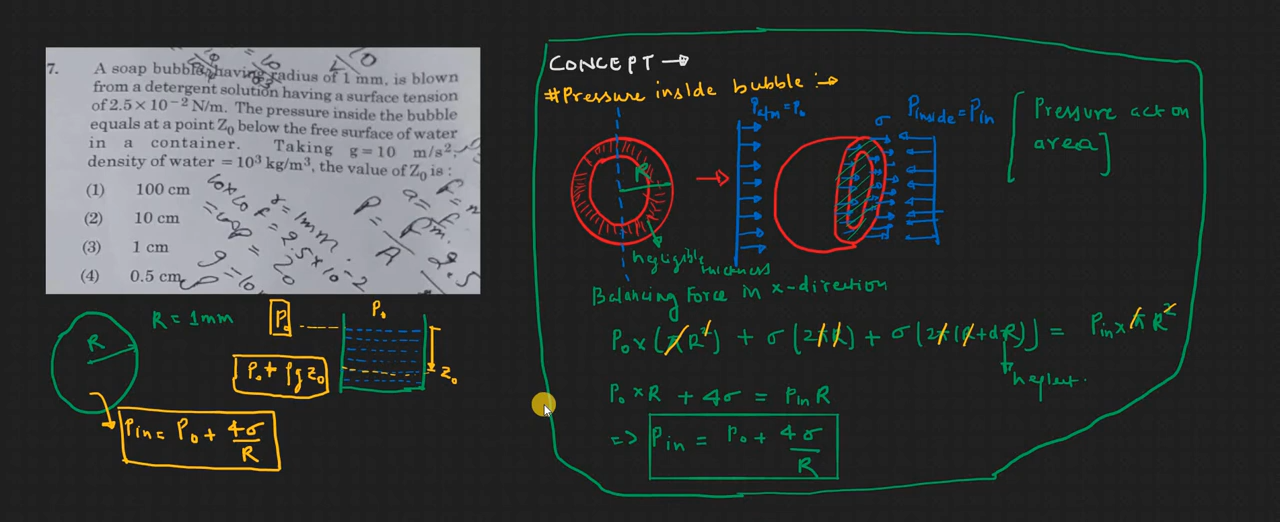 7. A soap bubble, having radius of 1 mm, is blown
from a detergent solution having a surface tension
of 2.5 × 10⁻² N/m. The pressure inside the bubble
equals at a point Z₀ below the free surface of water
in a container. Taking g = 10 m/s²,
density of water = 10³ kg/m³, the value of Z₀ is :
(1) 100 cm
(2) 10 cm
(3) 1 cm
(4) 0.5 cm
r = 1mm.
P = F/A
R = 1mm
R
P₀
P₀
P₀ + ρgz₀
z₀
Pin = P₀ + 4σ/R
CONCEPT →
#Pressure inside bubble :→
Patm = P₀
σ
Pinside = Pin
[Pressure act on
area]
R
negligible thickness
Balancing Force in x-direction
P₀ × (πR²) + σ(2πR) + σ(2π(R+dR)) = Pin × πR²
neglect.
P₀ × R + 4σ = Pin R
=> Pin = P₀ + 4σ/R